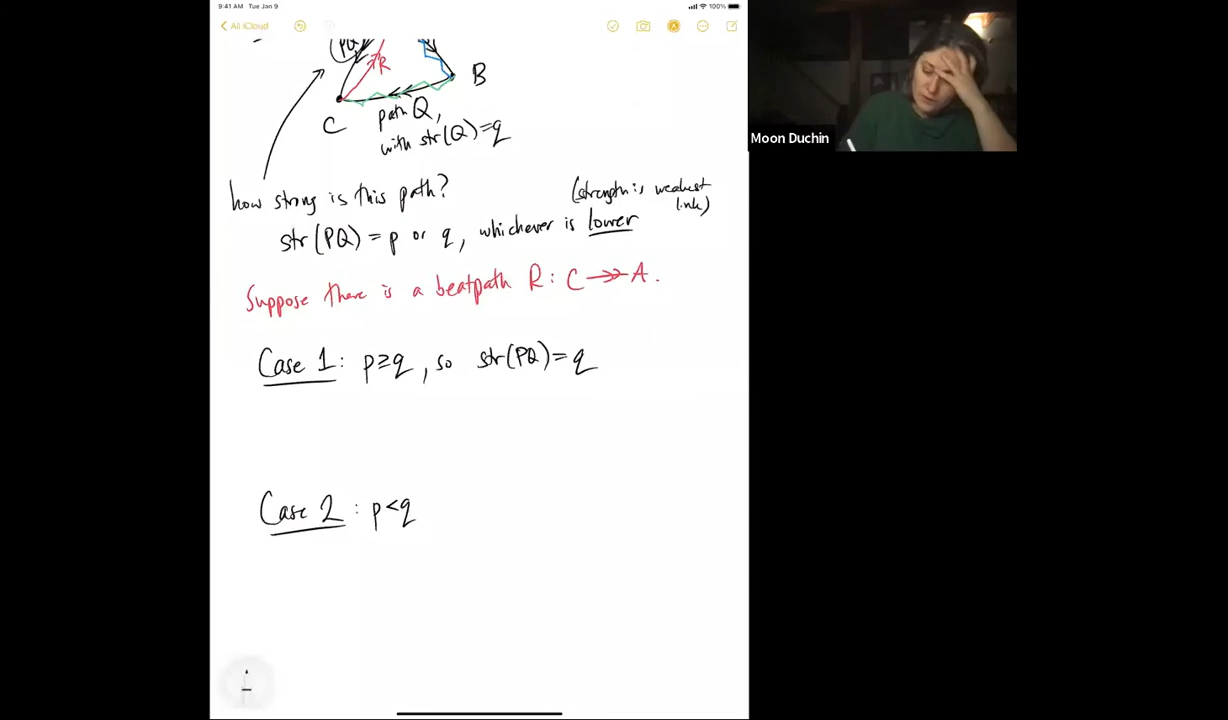 9:41 AM Tue Jan 9
100%
All iCloud
PQ
R
B
C
path Q,
with str(Q)=q
how strong is this path?
(strength is weakest
link)
str(PQ) = p or q, whichever is lower
Suppose there is a beatpath R: C ↠ A.
Case 1: p≥q, so str(PQ)=q
Case 2: p<q
Moon Duchin